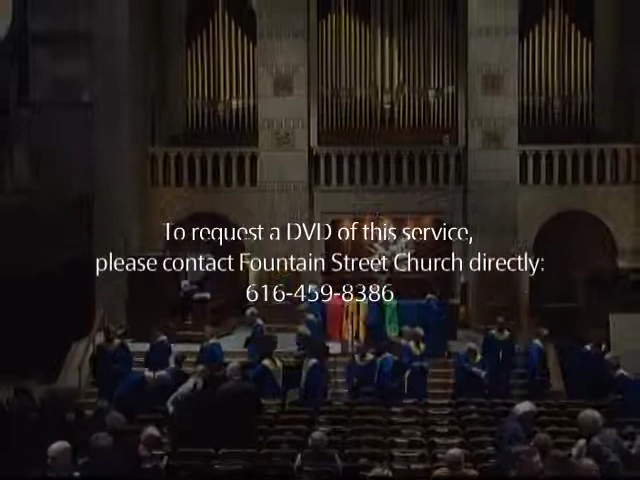 To request a DVD of this service,
please contact Fountain Street Church directly:
616-459-8386